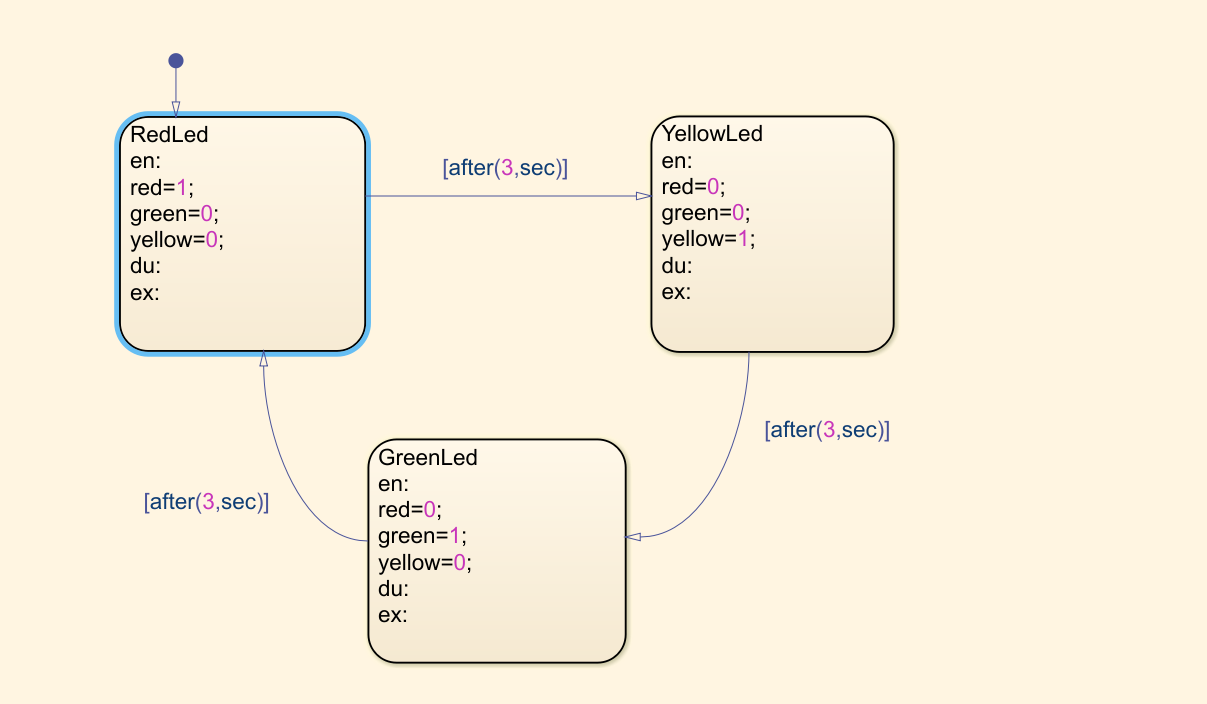 RedLed
en:
red=1;
green=0;
yellow=0;
du:
ex:
[after(3,sec)]
YellowLed
en:
red=0;
green=0;
yellow=1;
du:
ex:
[after(3,sec)]
GreenLed
en:
red=0;
green=1;
yellow=0;
du:
ex:
[after(3,sec)]